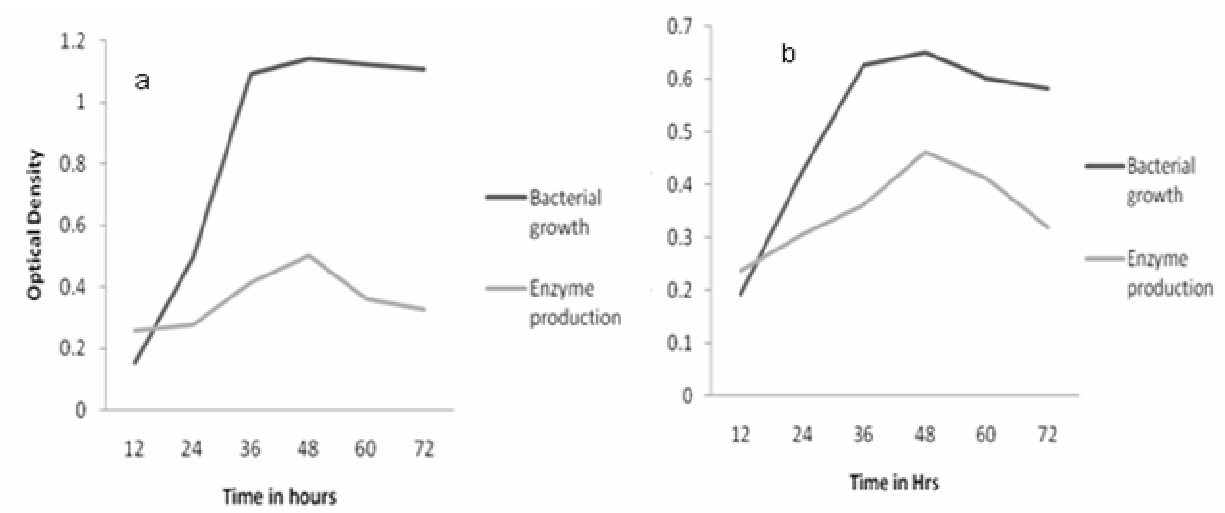 a
1.2
1
0.8
0.6
0.4
0.2
0
Optical Density
12 24 36 48 60 72
Time in hours
Bacterial
growth
Enzyme
production
b
0.7
0.6
0.5
0.4
0.3
0.2
0.1
0
12 24 36 48 60 72
Time in Hrs
Bacterial
growth
Enzyme
production